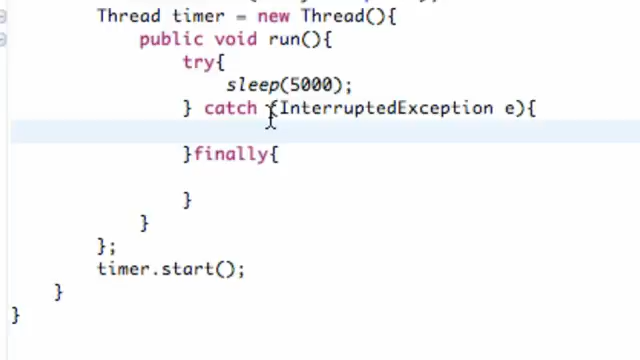 Thread timer = new Thread(){
public void run(){
try{
sleep(5000);
} catch (InterruptedException e){
}finally{
}
}
};
timer.start();
}
}